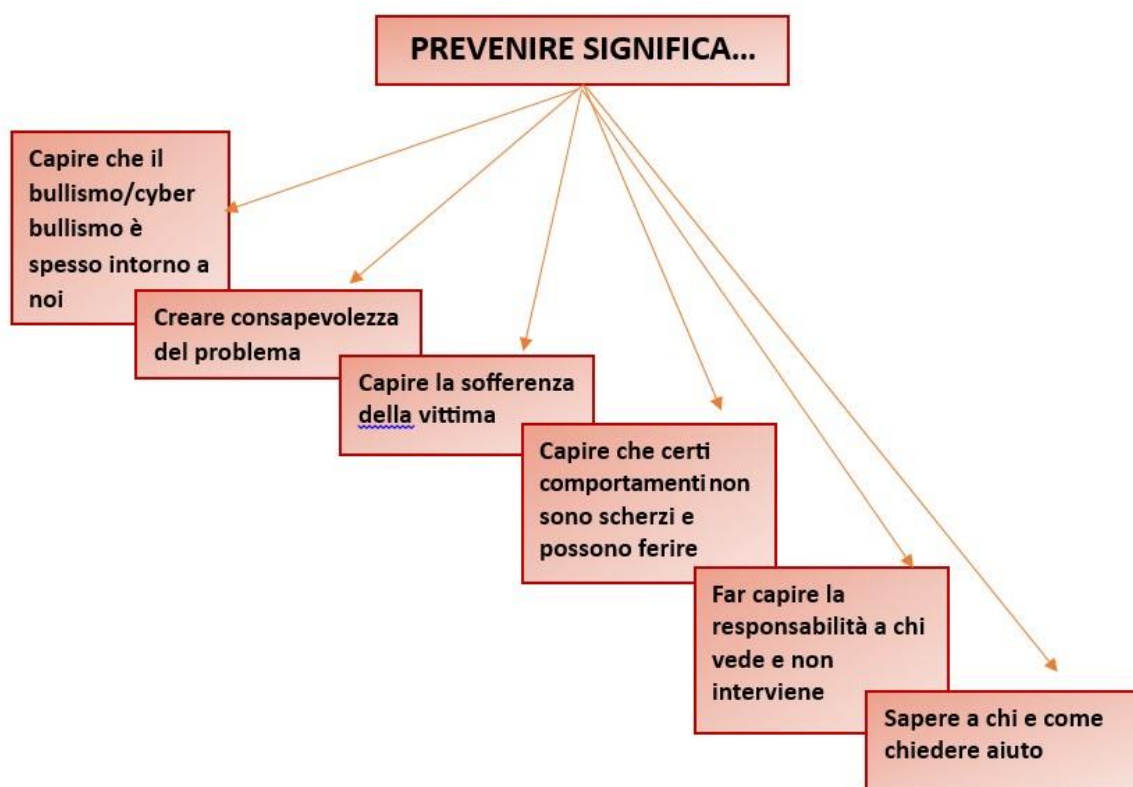 PREVENIRE SIGNIFICA...
Capire che il
bullismo/cyber
bullismo è
spesso intorno a
noi
Creare consapevolezza
del problema
Capire la sofferenza
della vittima
Capire che certi
comportamenti non
sono scherzi e
possono ferire
Far capire la
responsabilità a chi
vede e non
interviene
Sapere a chi e come
chiedere aiuto